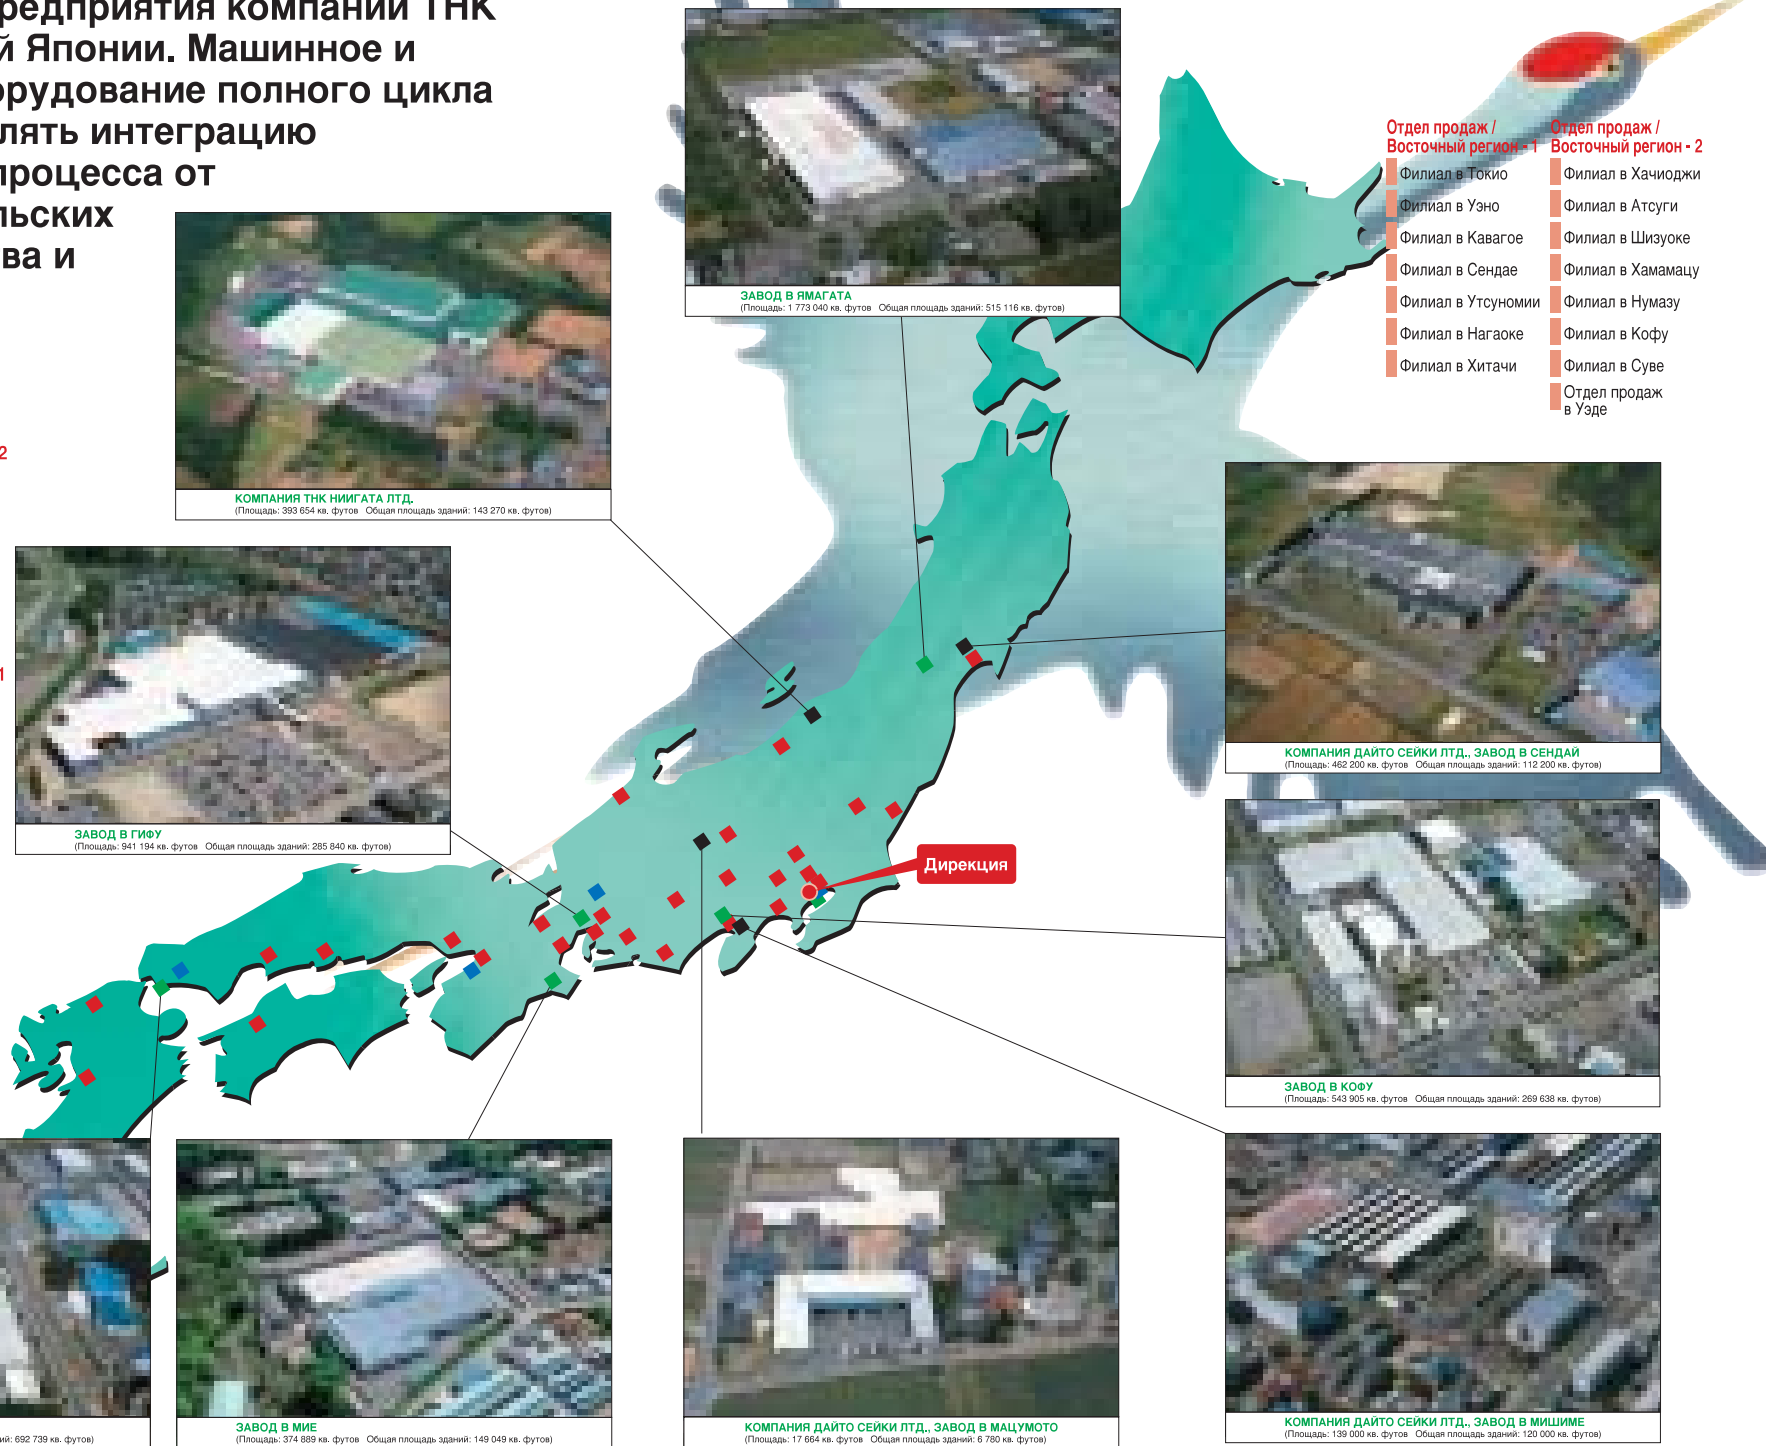 редприятия компании ТНК
й Японии. Машинное и
орудование полного цикла
лять интеграцию
процесса от
льских
ва и
2
1
Отдел продаж /
Восточный регион - 1
Филиал в Токио
Филиал в Уэно
Филиал в Кавагое
Филиал в Сендае
Филиал в Утсуномии
Филиал в Нагаоке
Филиал в Хитачи
Отдел продаж /
Восточный регион - 2
Филиал в Хачиоджи
Филиал в Атсуги
Филиал в Шизуоке
Филиал в Хамамацу
Филиал в Нумазу
Филиал в Кофу
Филиал в Суве
Отдел продаж
в Уэде
ЗАВОД В ЯМАГАТА
(Площадь: 1 773 040 кв. футов Общая площадь зданий: 515 116 кв. футов)
КОМПАНИЯ ТНК НИИГАТА ЛТД.
(Площадь: 393 654 кв. футов Общая площадь зданий: 143 270 кв. футов)
КОМПАНИЯ ДАЙТО СЕЙКИ ЛТД., ЗАВОД В СЕНДАЙ
(Площадь: 462 200 кв. футов Общая площадь зданий: 112 200 кв. футов)
ЗАВОД В ГИФУ
(Площадь: 941 194 кв. футов Общая площадь зданий: 285 840 кв. футов)
Дирекция
ЗАВОД В КОФУ
(Площадь: 543 905 кв. футов Общая площадь зданий: 269 638 кв. футов)
ий: 692 739 кв. футов)
ЗАВОД В МИЕ
(Площадь: 374 889 кв. футов Общая площадь зданий: 149 049 кв. футов)
КОМПАНИЯ ДАЙТО СЕЙКИ ЛТД., ЗАВОД В МАЦУМОТО
(Площадь: 17 664 кв. футов Общая площадь зданий: 6 780 кв. футов)
КОМПАНИЯ ДАЙТО СЕЙКИ ЛТД., ЗАВОД В МИШИМЕ
(Площадь: 139 000 кв. футов Общая площадь зданий: 120 000 кв. футов)